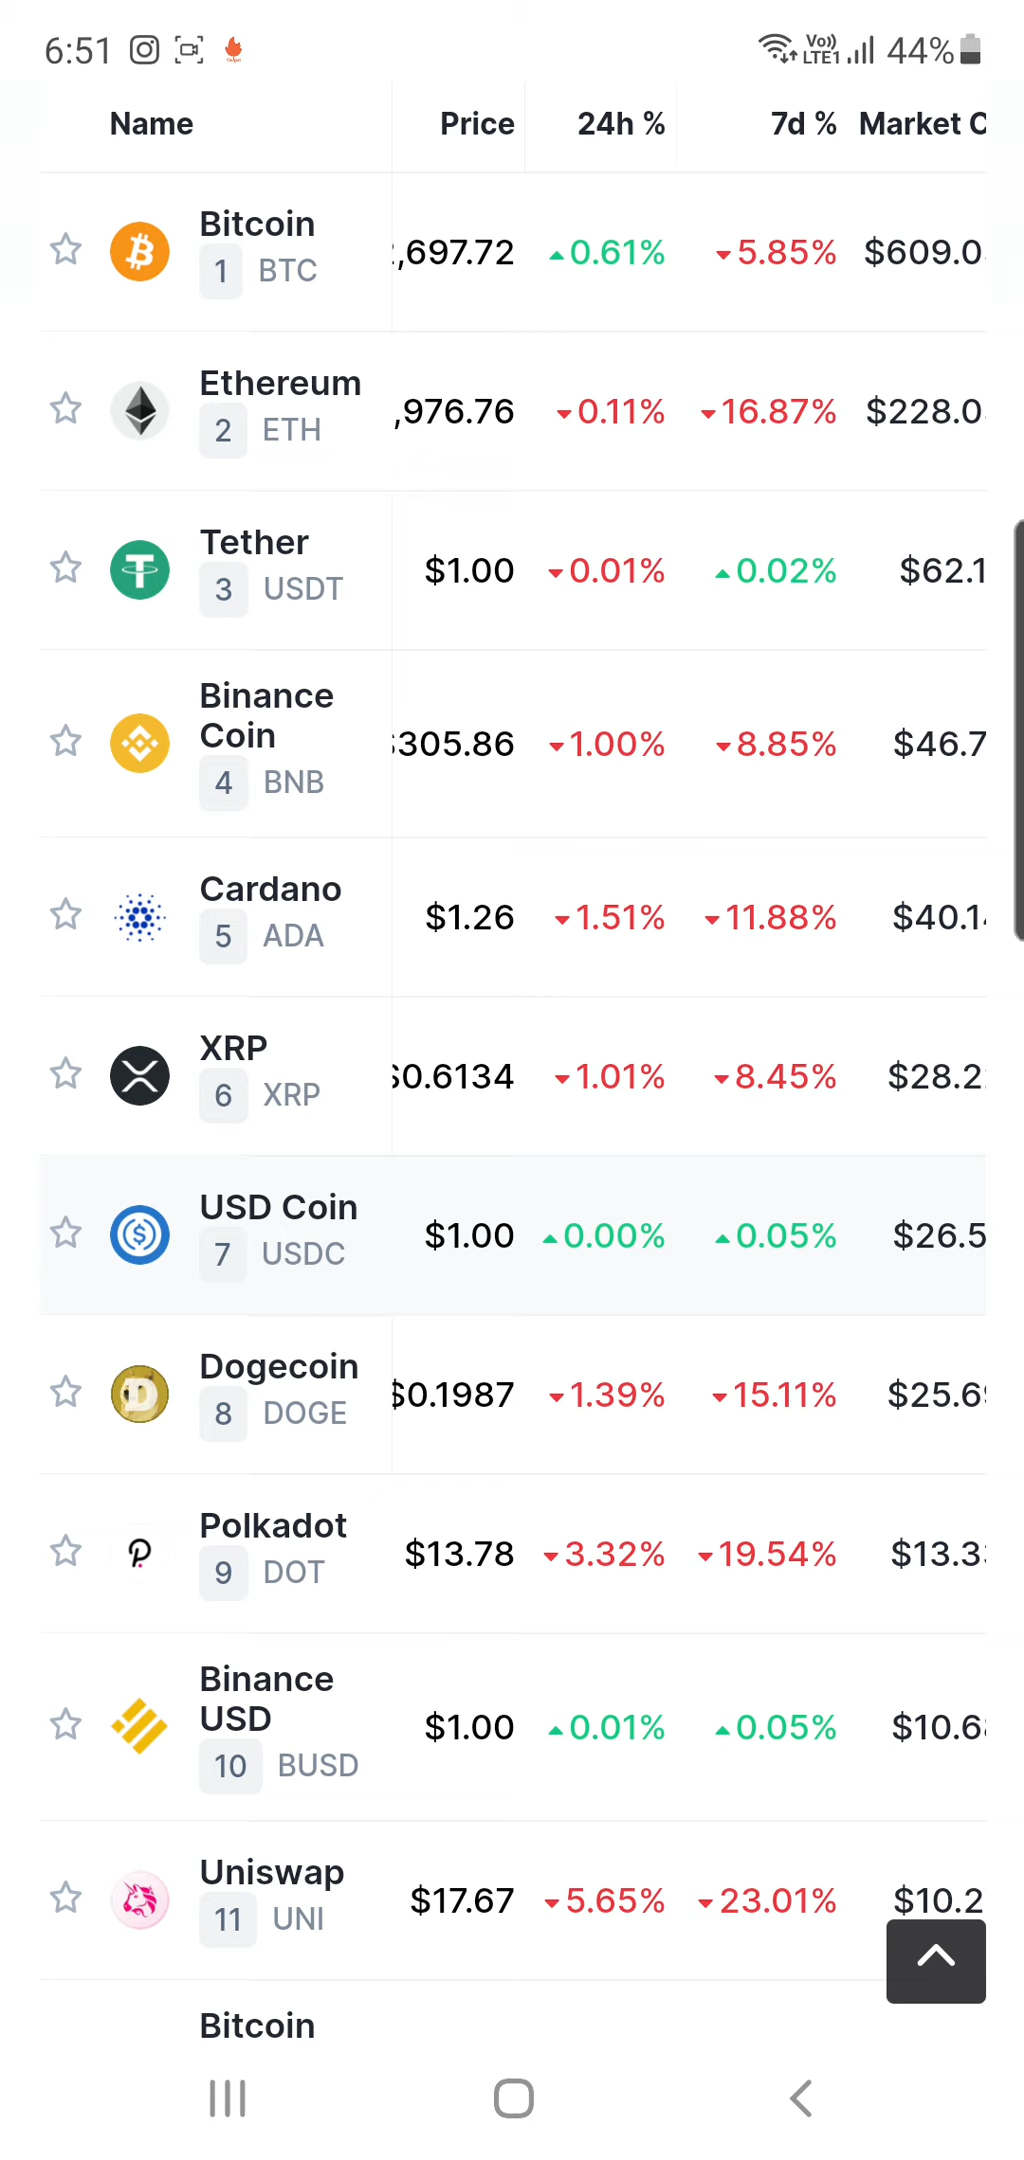 6:51 Vo)) LTE1 44%
Name Price 24h % 7d % Market C
Bitcoin
1 BTC ,697.72 0.61% 5.85% $609.0
Ethereum
2 ETH ,976.76 0.11% 16.87% $228.0
Tether
3 USDT $1.00 0.01% 0.02% $62.1
Binance
Coin
4 BNB $305.86 1.00% 8.85% $46.7
Cardano
5 ADA $1.26 1.51% 11.88% $40.14
XRP
6 XRP $0.6134 1.01% 8.45% $28.2
USD Coin
7 USDC $1.00 0.00% 0.05% $26.5
Dogecoin
8 DOGE $0.1987 1.39% 15.11% $25.69
Polkadot
9 DOT $13.78 3.32% 19.54% $13.3
Binance
USD
10 BUSD $1.00 0.01% 0.05% $10.68
Uniswap
11 UNI $17.67 5.65% 23.01% $10.2
Bitcoin